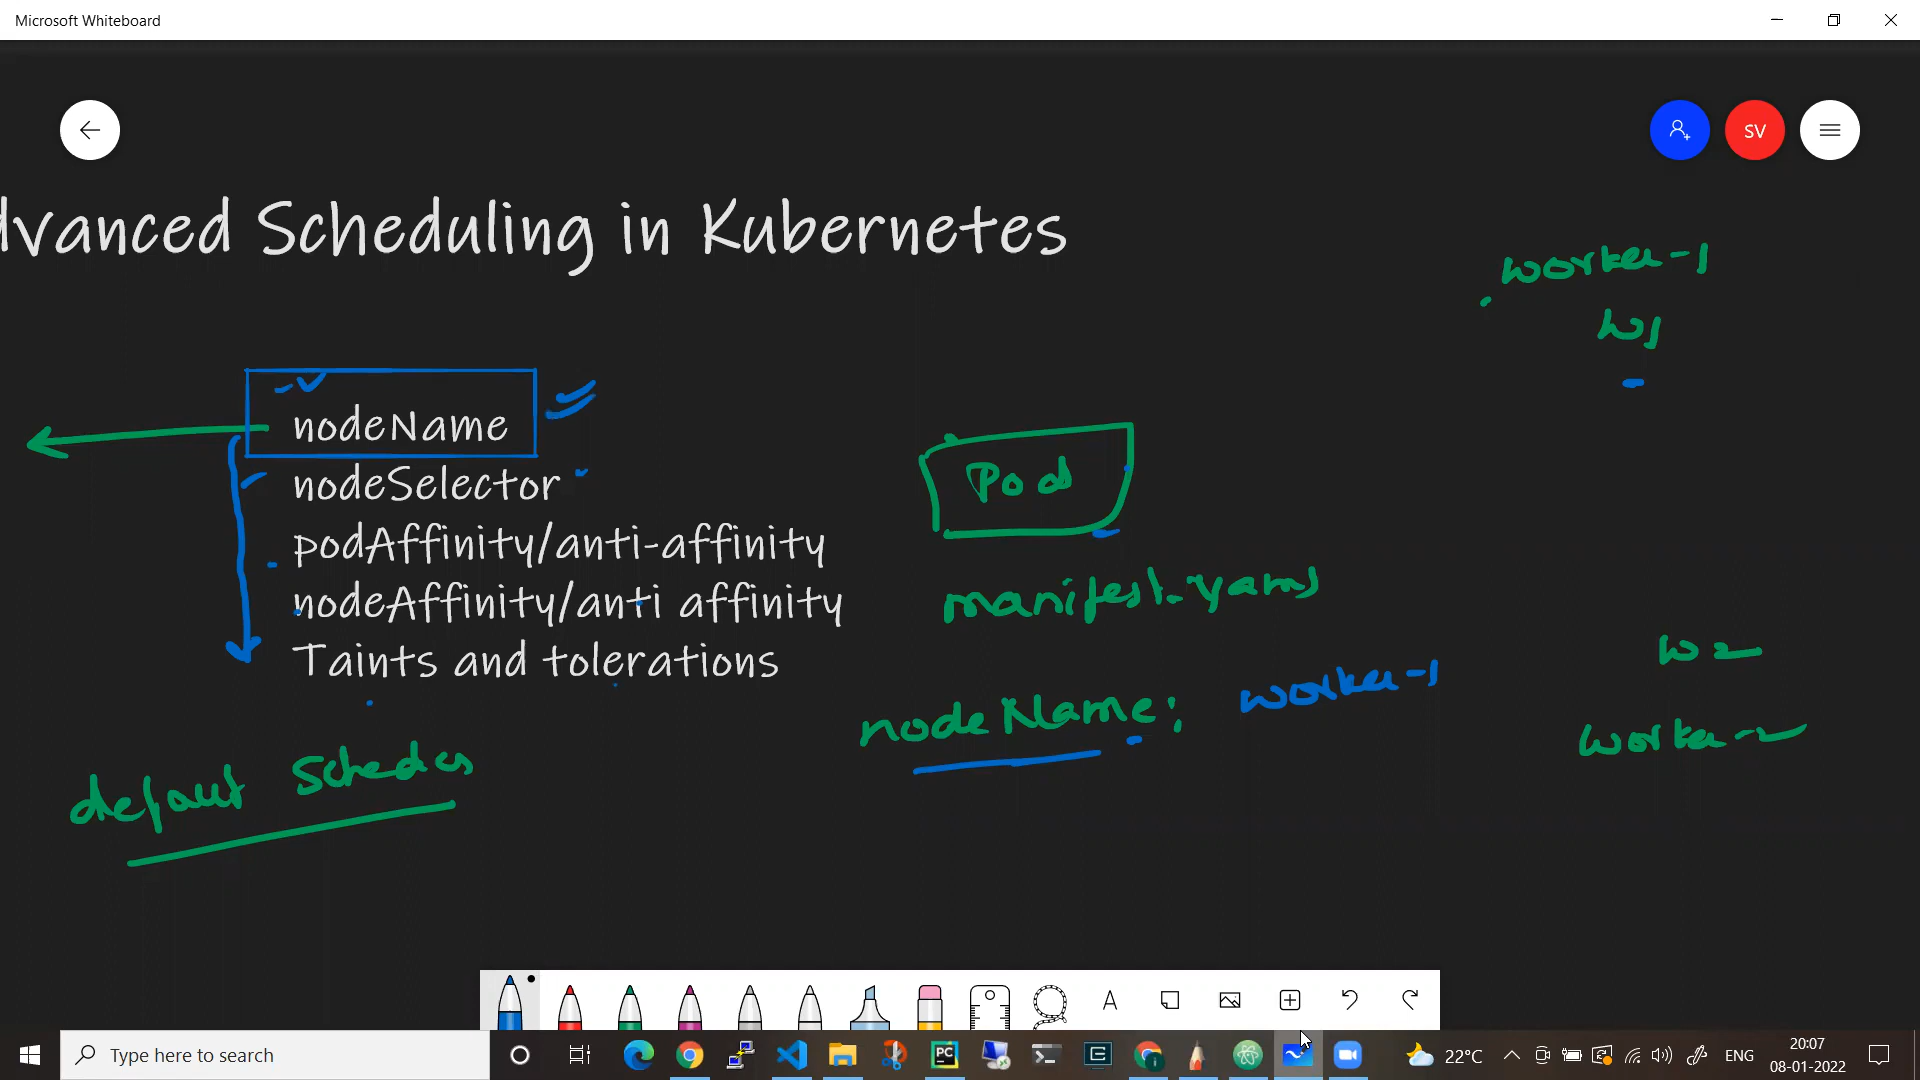 Microsoft Whiteboard
SV
dvanced Scheduling in Kubernetes
worker-1
W1
nodeName
nodeSelector
podAffinity/anti-affinity
nodeAffinity/anti affinity
Taints and tolerations
Pod
manifest.yaml
nodeName: worker-1
W2
worker-2
default
Type here to search
22°C
ENG
20:07
08-01-2022